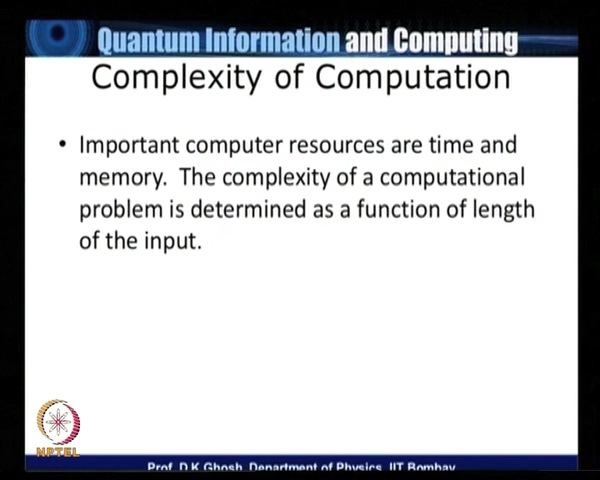 Quantum Information and Computing
Complexity of Computation
• Important computer resources are time and
memory. The complexity of a computational
problem is determined as a function of length
of the input.
NPTEL
Prof. D.K Ghosh, Department of Physics, IIT Bombay